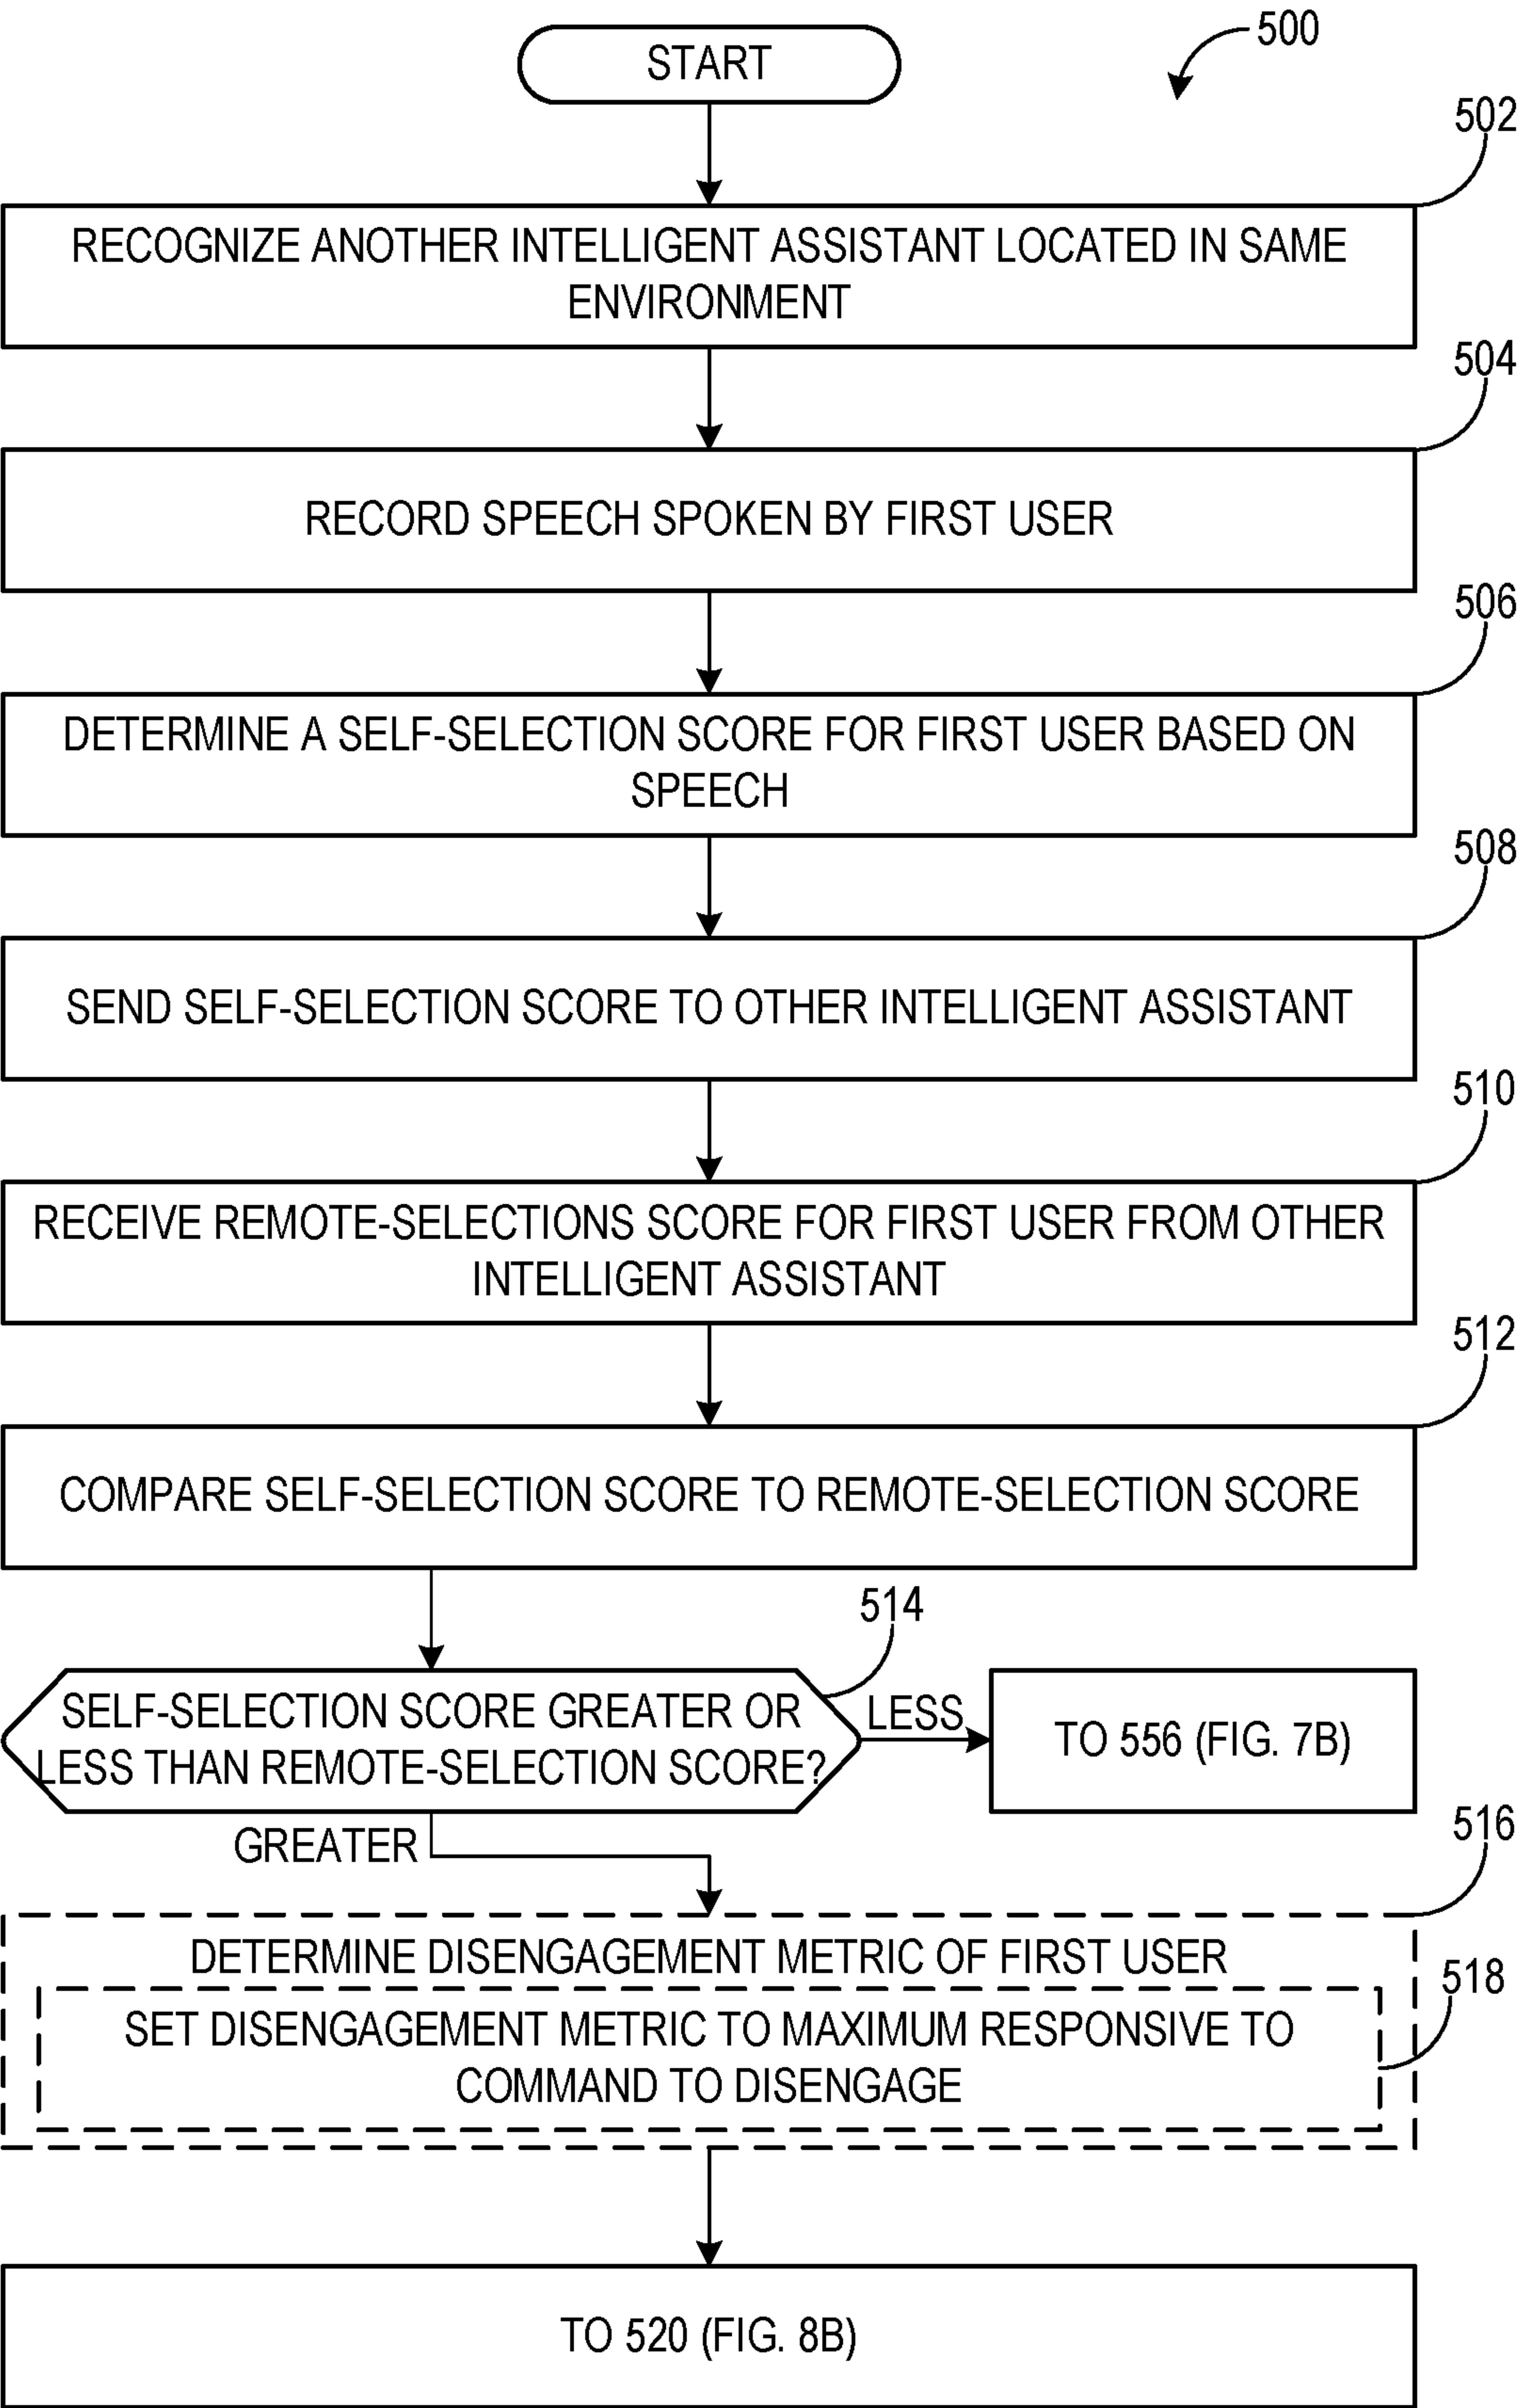 START
500
502
RECOGNIZE ANOTHER INTELLIGENT ASSISTANT LOCATED IN SAME
ENVIRONMENT
504
RECORD SPEECH SPOKEN BY FIRST USER
506
DETERMINE A SELF-SELECTION SCORE FOR FIRST USER BASED ON
SPEECH
508
SEND SELF-SELECTION SCORE TO OTHER INTELLIGENT ASSISTANT
510
RECEIVE REMOTE-SELECTIONS SCORE FOR FIRST USER FROM OTHER
INTELLIGENT ASSISTANT
512
COMPARE SELF-SELECTION SCORE TO REMOTE-SELECTION SCORE
514
SELF-SELECTION SCORE GREATER OR
LESS THAN REMOTE-SELECTION SCORE?
LESS
TO 556 (FIG. 7B)
GREATER
516
DETERMINE DISENGAGEMENT METRIC OF FIRST USER
518
SET DISENGAGEMENT METRIC TO MAXIMUM RESPONSIVE TO
COMMAND TO DISENGAGE
TO 520 (FIG. 8B)